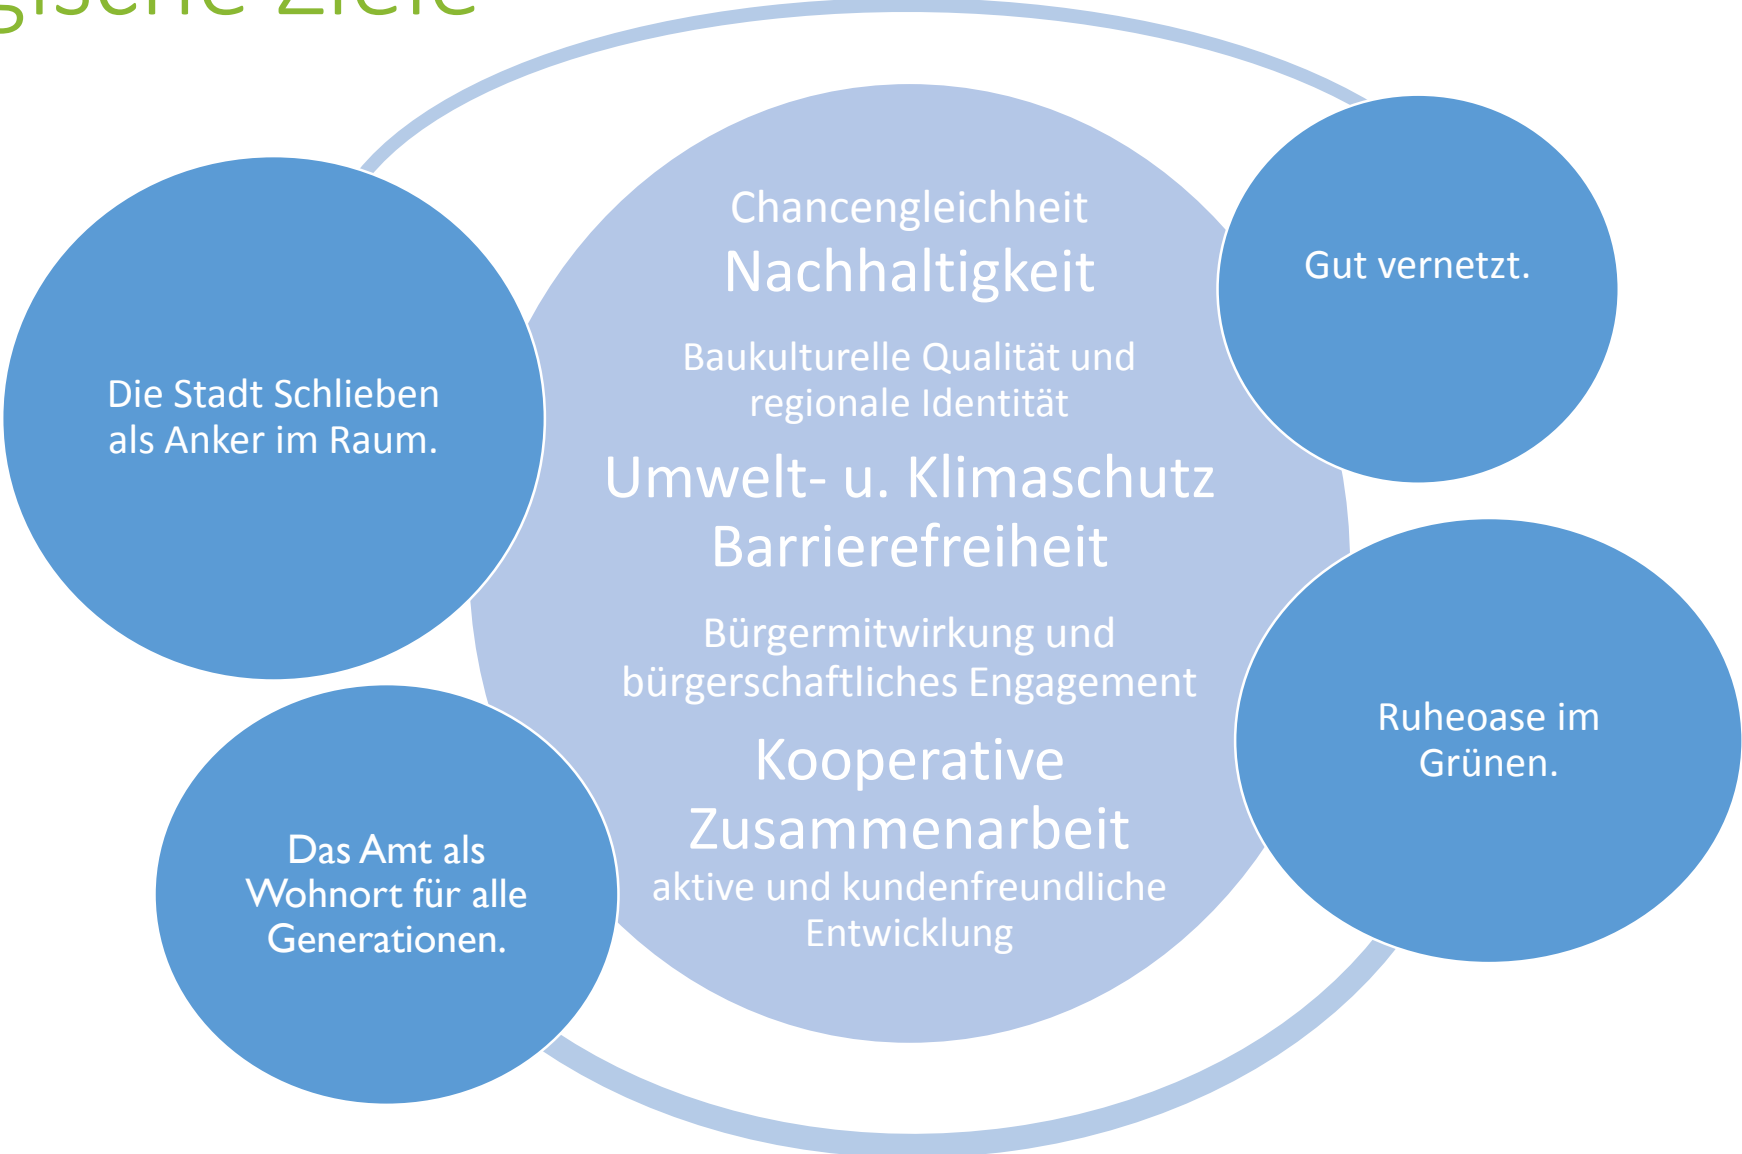 gische Ziele
Chancengleichheit
Nachhaltigkeit
Baukulturelle Qualität und
regionale Identität
Umwelt- u. Klimaschutz
Barrierefreiheit
Bürgermitwirkung und
bürgerschaftliches Engagement
Kooperative
Zusammenarbeit
aktive und kundenfreundliche
Entwicklung
Gut vernetzt.
Die Stadt Schlieben
als Anker im Raum.
Ruheoase im
Grünen.
Das Amt als
Wohnort für alle
Generationen.